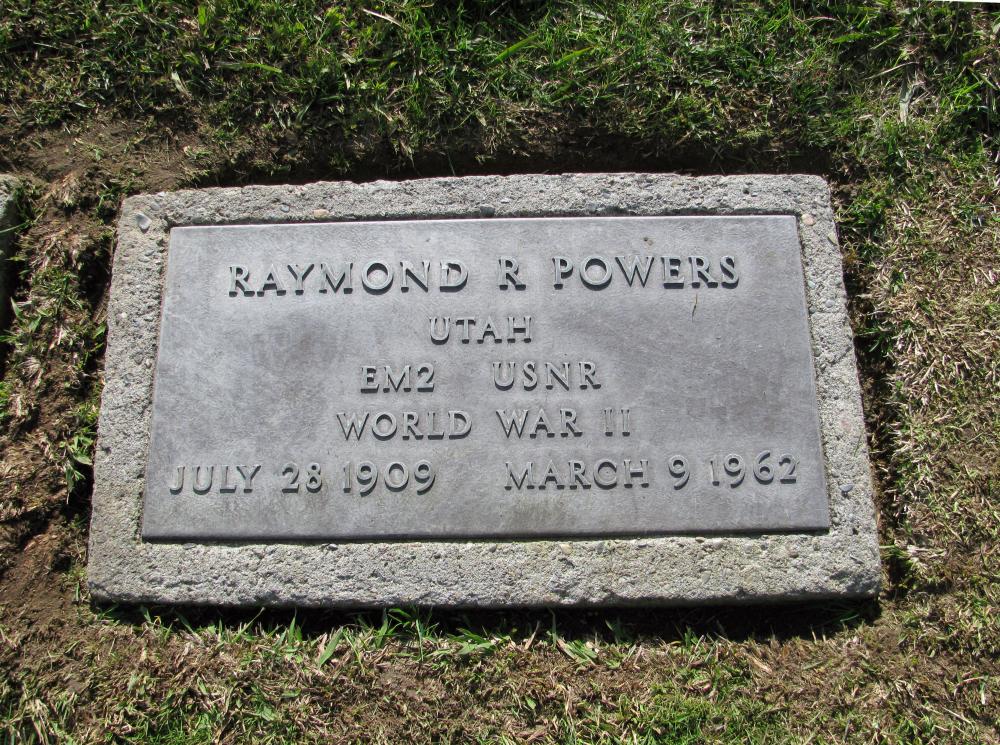 RAYMOND R POWERS
UTAH
EM2 USNR
WORLD WAR II
JULY 28 1909 MARCH 9 1962